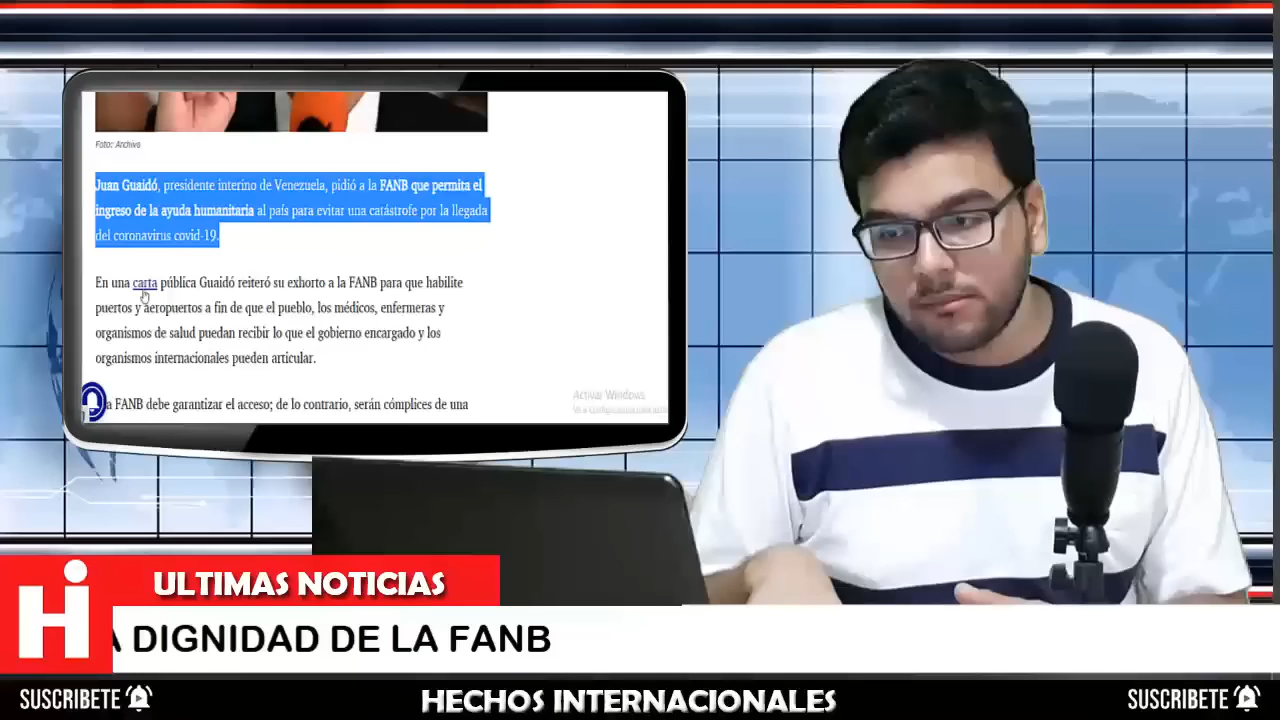 Foto: Archivo
Juan Guaidó, presidente interino de Venezuela, pidió a la FANB que permita el
ingreso de la ayuda humanitaria al país para evitar una catástrofe por la llegada
del coronavirus covid-19.
En una carta pública Guaidó reiteró su exhorto a la FANB para que habilite
puertos y aeropuertos a fin de que el pueblo, los médicos, enfermeras y
organismos de salud puedan recibir lo que el gobierno encargado y los
organismos internacionales pueden articular.
a FANB debe garantizar el acceso; de lo contrario, serán cómplices de una
Activar Windows
ULTIMAS NOTICIAS
Hi
A DIGNIDAD DE LA FANB
SUSCRIBETE
HECHOS INTERNACIONALES
SUSCRIBETE